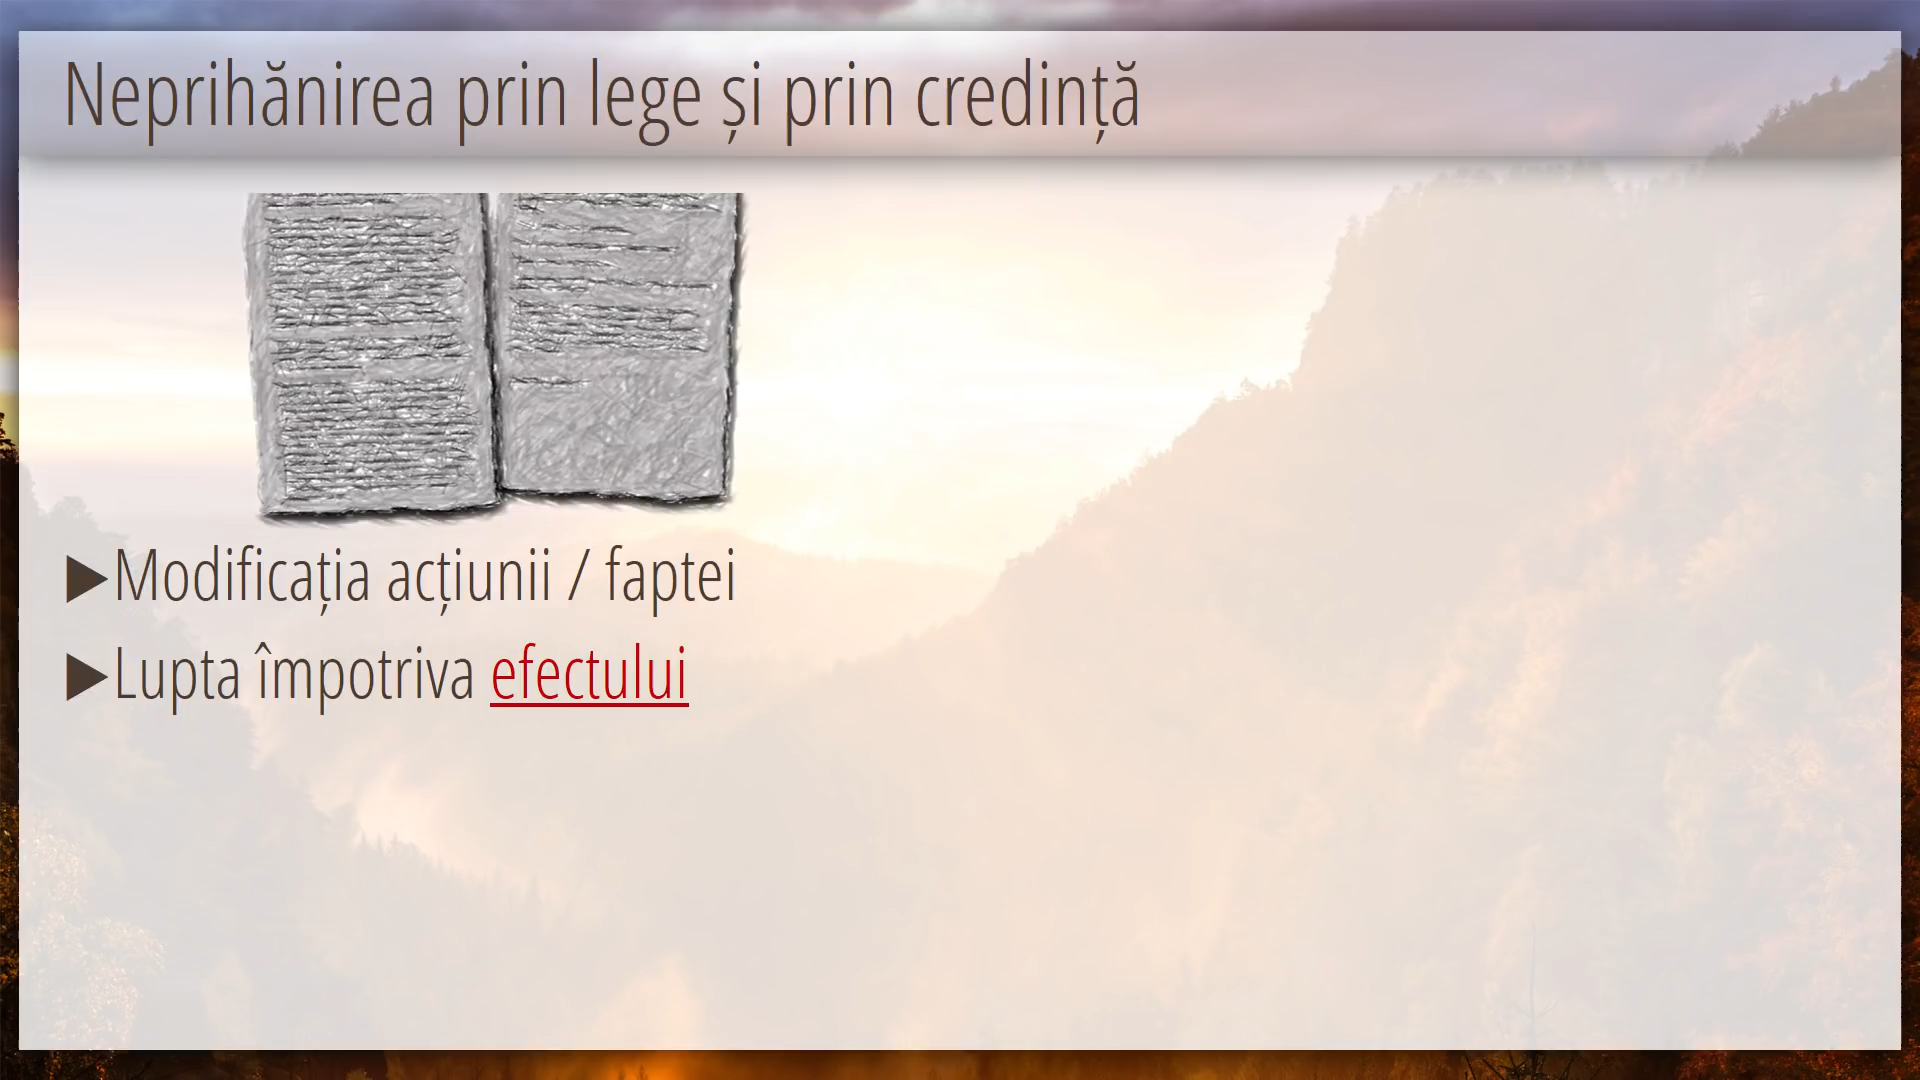 Neprihănirea prin lege și prin credință
▶Modificația acțiunii / faptei
▶Lupta împotriva efectului